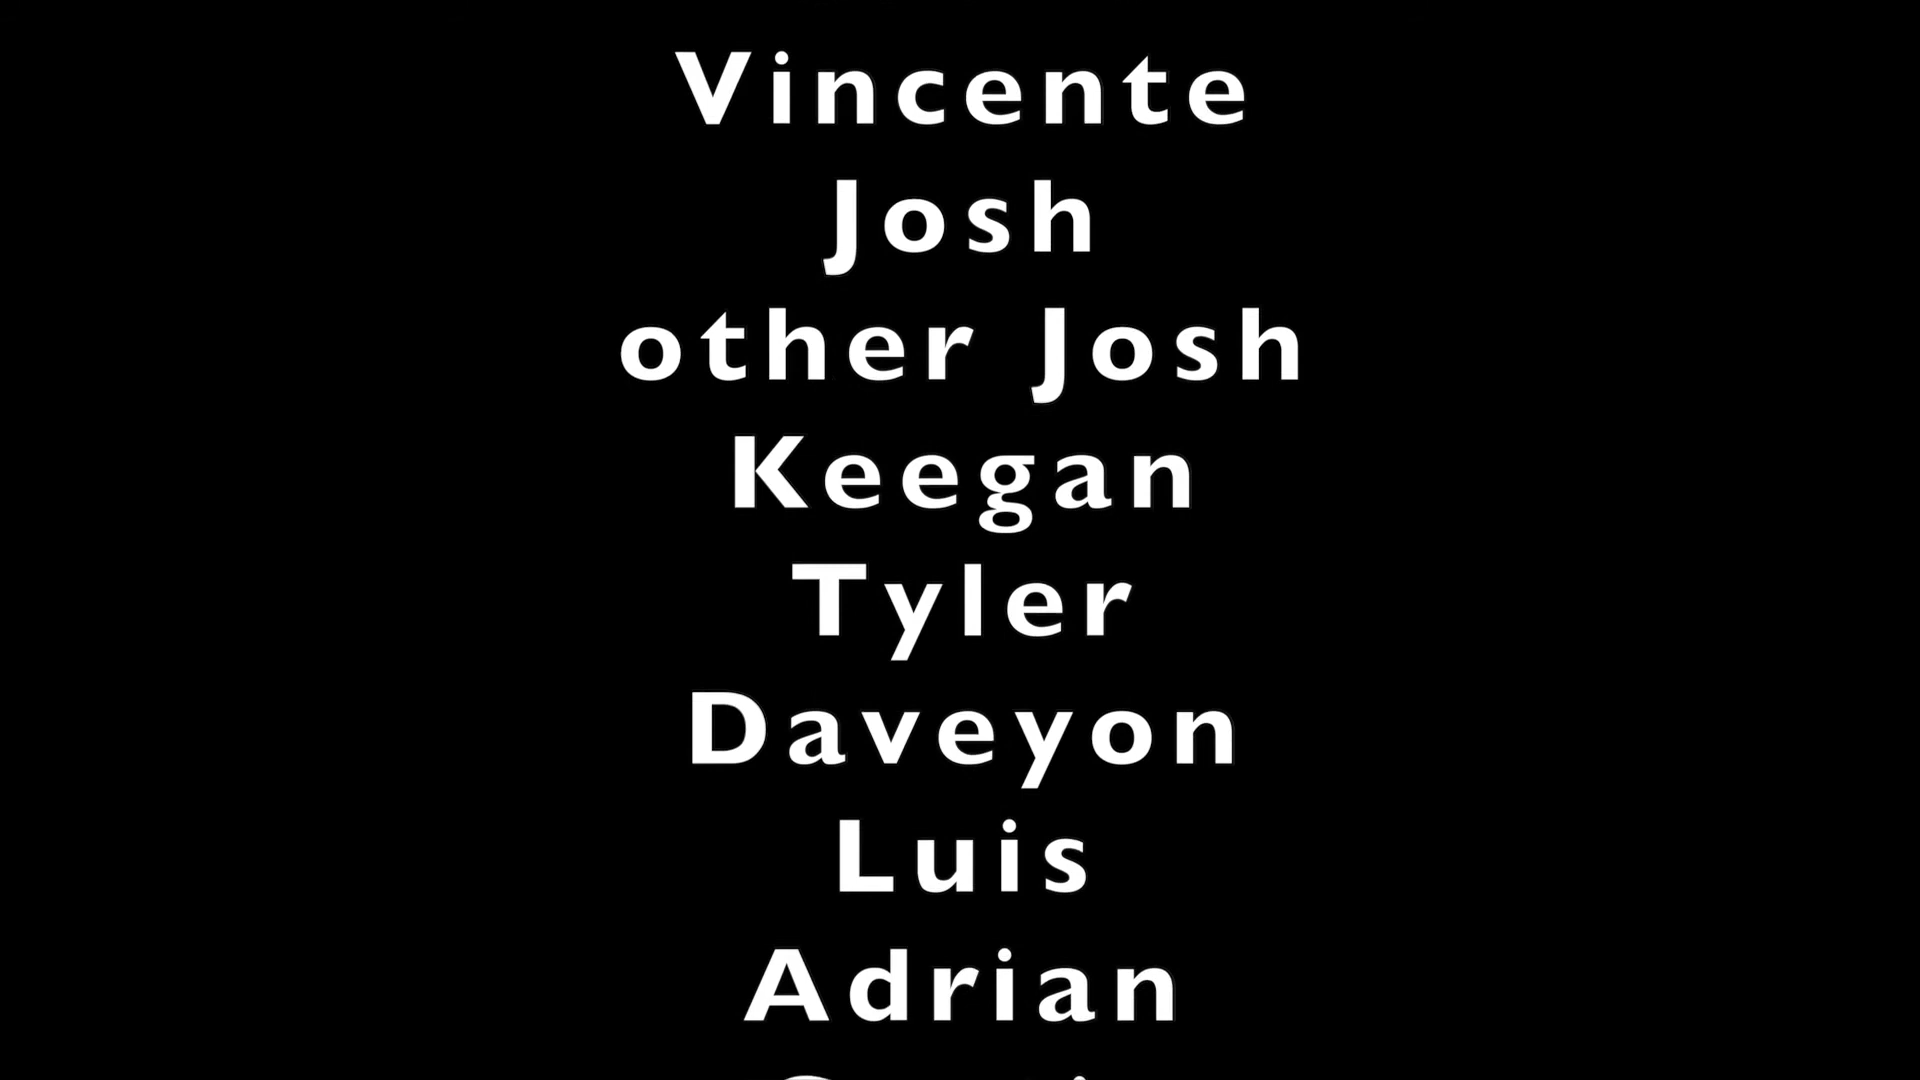 Vincente
Josh
other Josh
Keegan
Tyler
Daveyon
Luis
Adrian